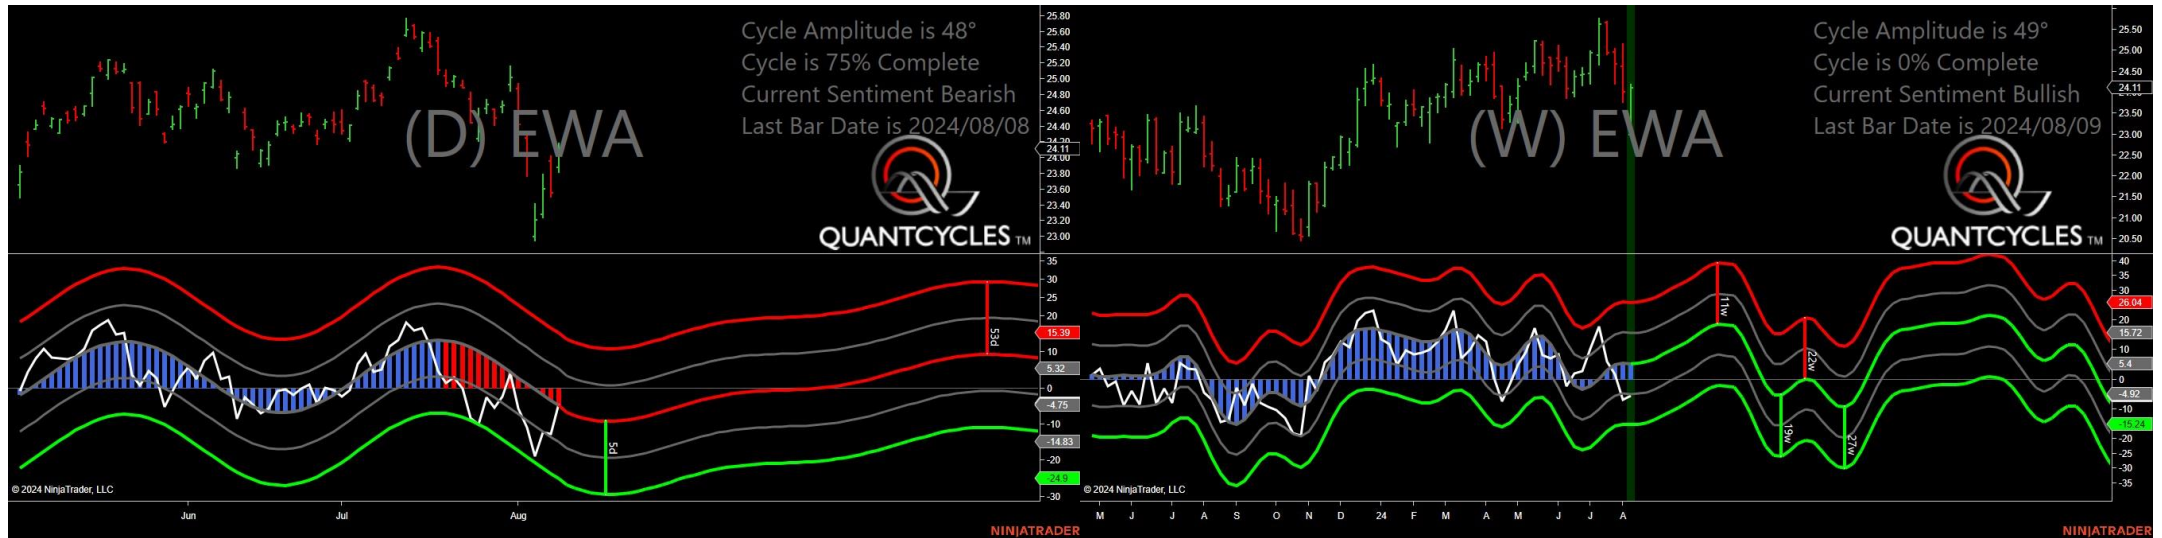 Cycle Amplitude is 48°
Cycle is 75% Complete
Current Sentiment Bearish
Last Bar Date is 2024/08/08
(D) EWA
QUANTCYCLES TM
25.80
25.60
25.40
25.20
25.00
24.80
24.60
24.40
24.20
24.11
24.00
23.80
23.60
23.40
23.20
23.00
35
30
25
20
15.39
10
5.32
0
-4.75
-10
-14.83
-20
-24.9
-30
53d
5d
© 2024 NinjaTrader, LLC
Jun
Jul
Aug
NINJATRADER
Cycle Amplitude is 49°
Cycle is 0% Complete
Current Sentiment Bullish
Last Bar Date is 2024/08/09
(W) EWA
QUANTCYCLES TM
25.50
25.00
24.50
24.11
23.50
23.00
22.50
22.00
21.50
21.00
20.50
40
35
30
26.04
20
15.72
10
5.4
0
-4.92
-10
-15.24
-20
-25
-30
-35
11w
22w
19w
27w
© 2024 NinjaTrader, LLC
M
J
J
A
S
O
N
D
24
F
M
A
M
J
J
A
NINJATRADER